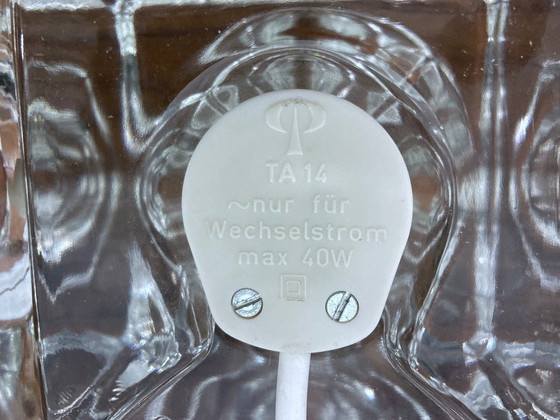 TA 14
~nur für
Wechselstrom
max 40W